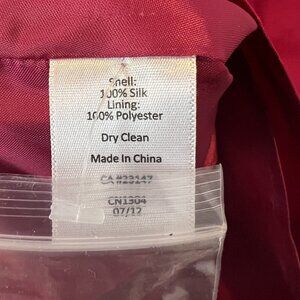 Shell:
100% Silk
Lining:
100% Polyester
Dry Clean
Made In China
CA#23147
CN1304
07/12